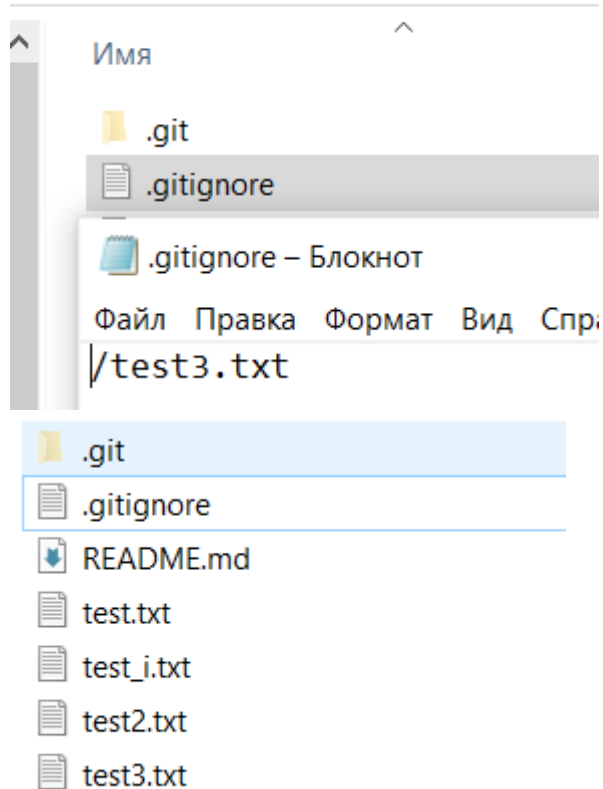 Имя
.git
.gitignore
.gitignore – Блокнот
Файл Правка Формат Вид Спра
/test3.txt
.git
.gitignore
README.md
test.txt
test_i.txt
test2.txt
test3.txt